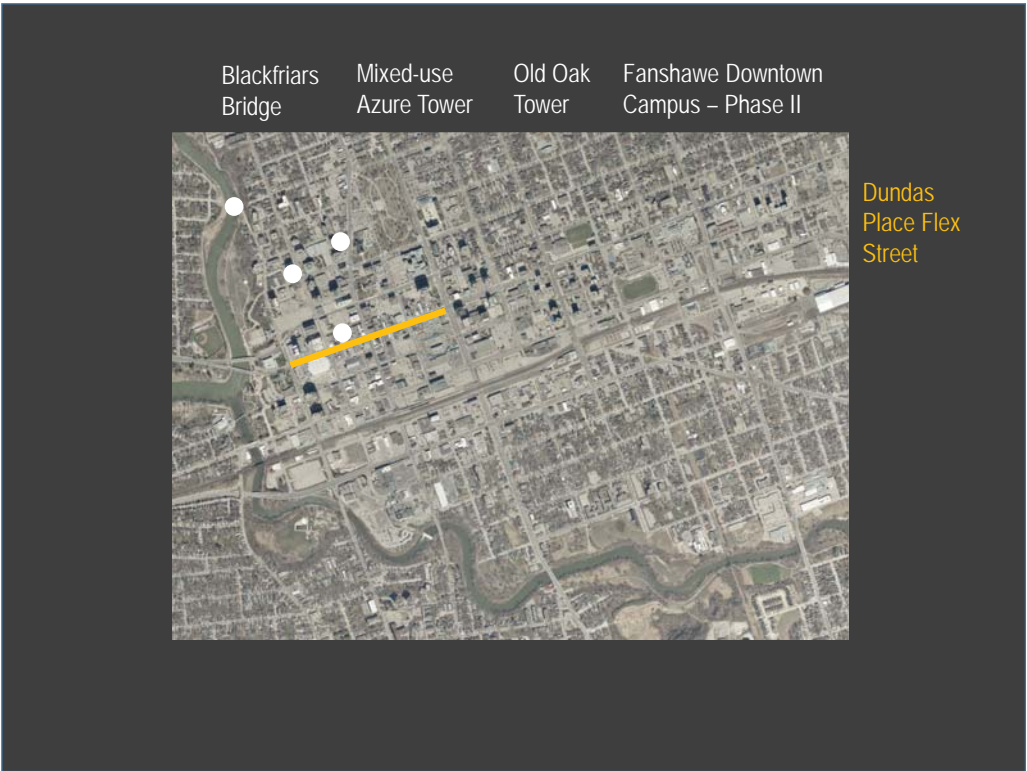 Blackfriars
Bridge
Mixed-use
Azure Tower
Old Oak
Tower
Fanshawe Downtown
Campus – Phase II
Dundas
Place Flex
Street